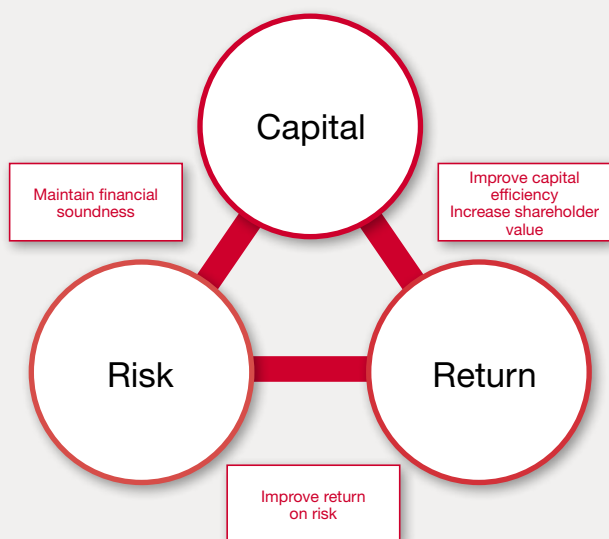 Capital
Maintain financial
soundness
Improve capital
efficiency
Increase shareholder
value
Risk
Return
Improve return
on risk